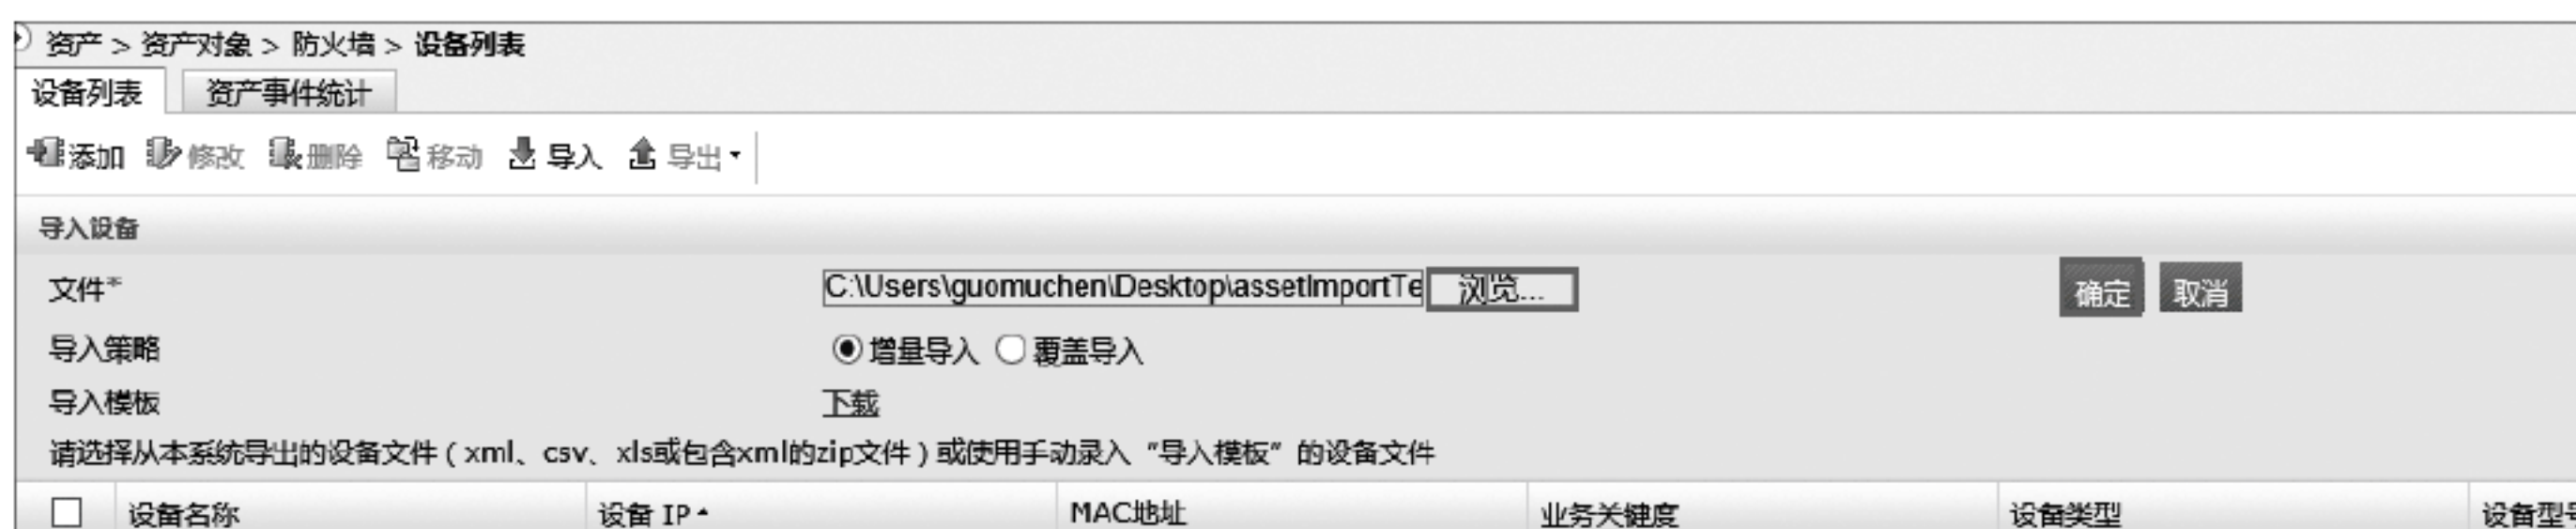 资产 > 资产对象 > 防火墙 > 设备列表
设备列表 资产事件统计
添加 修改 删除 移动 导入 导出
导入设备
文件* C:\Users\guomuchen\Desktop\assetImportTe 浏览... 确定 取消
导入策略 增量导入 覆盖导入
导入模板 下载
请选择从本系统导出的设备文件 ( xml、csv、xls或包含xml的zip文件 ) 或使用手动录入 “导入模板” 的设备文件
设备名称 设备 IP MAC地址 业务关键度 设备类型 设备型号